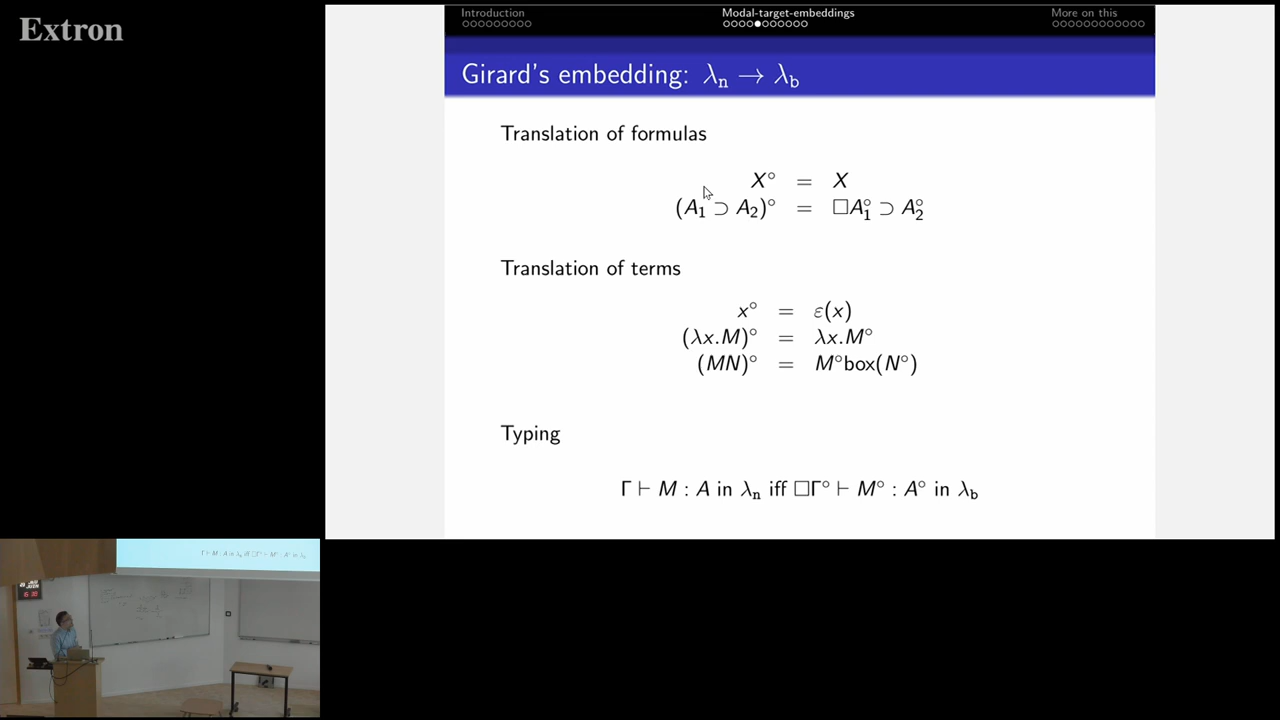 Extron
Introduction Modal-target-embeddings More on this
Girard's embedding: λn → λb
Translation of formulas
X° = X
(A₁ ⊃ A₂)° = □A₁° ⊃ A₂°
Translation of terms
x° = ε(x)
(λx.M)° = λx.M°
(MN)° = M°box(N°)
Typing
Γ ⊢ M : A in λn iff □Γ° ⊢ M° : A° in λb